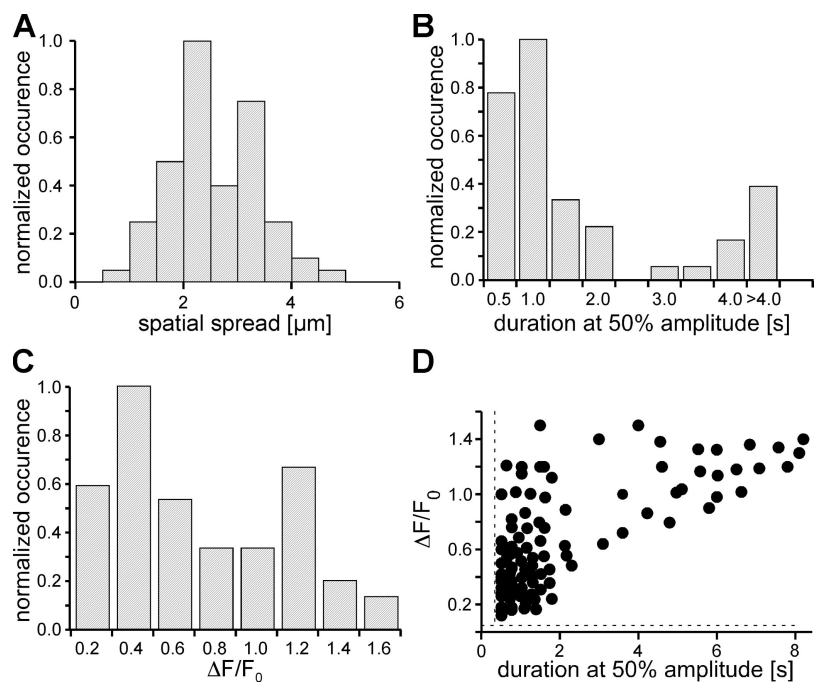 A
normalized occurence
1.0
0.8
0.6
0.4
0.2
0.0
0 2 4 6
spatial spread [µm]
B
normalized occurence
1.0
0.8
0.6
0.4
0.2
0.0
0.5 1.0 2.0 3.0 4.0 >4.0
duration at 50% amplitude [s]
C
normalized occurence
1.0
0.8
0.6
0.4
0.2
0.0
0.2 0.4 0.6 0.8 1.0 1.2 1.4 1.6
ΔF/F0
D
ΔF/F0
1.4
1.0
0.6
0.2
0 2 4 6 8
duration at 50% amplitude [s]